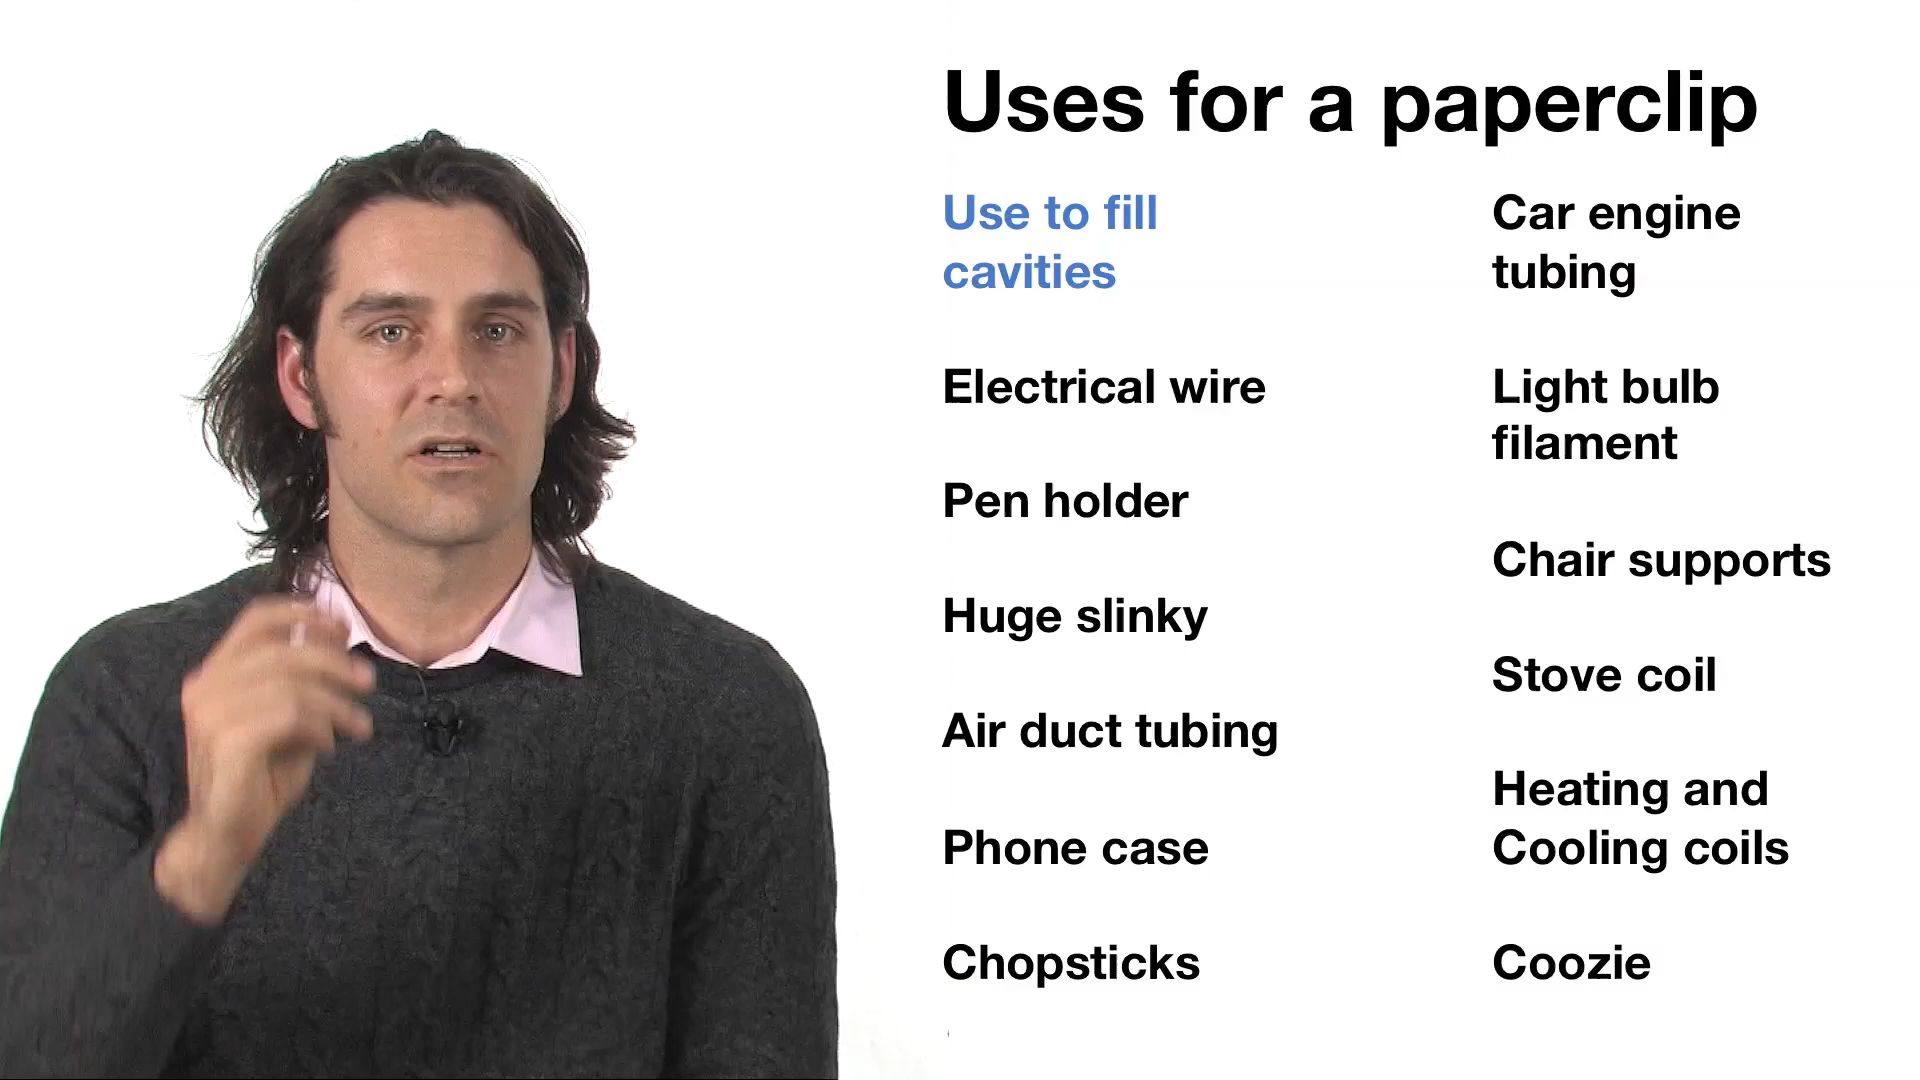 Uses for a paperclip
Use to fill
cavities
Electrical wire
Pen holder
Huge slinky
Air duct tubing
Phone case
Chopsticks
Car engine
tubing
Light bulb
filament
Chair supports
Stove coil
Heating and
Cooling coils
Coozie